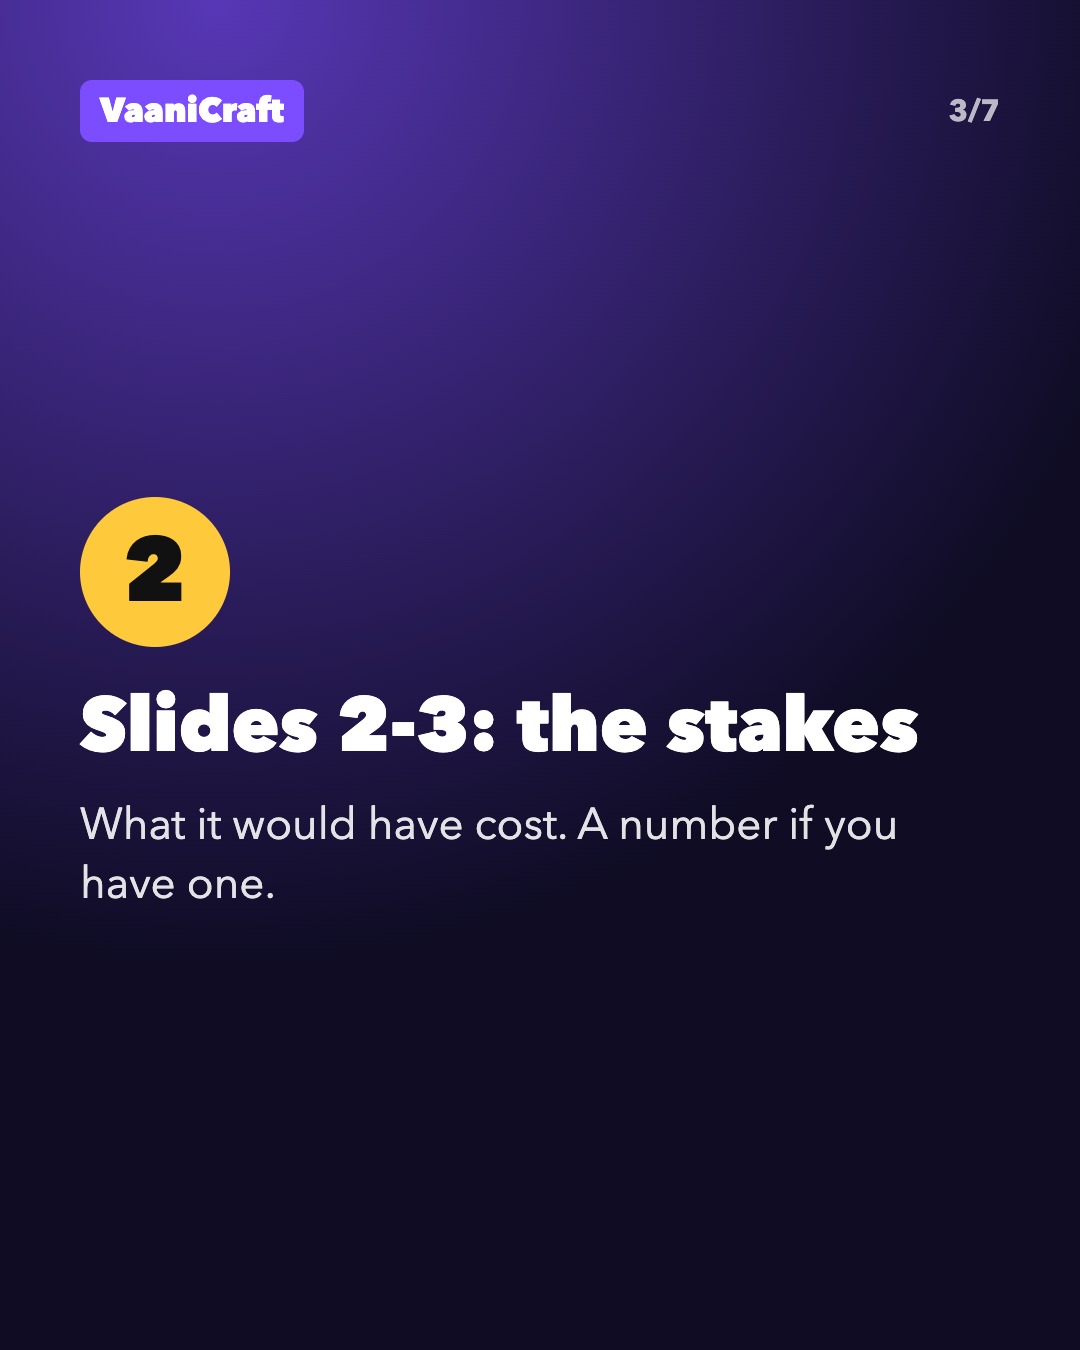 VaaniCraft
3/7
2
Slides 2-3: the stakes
What it would have cost. A number if you
have one.